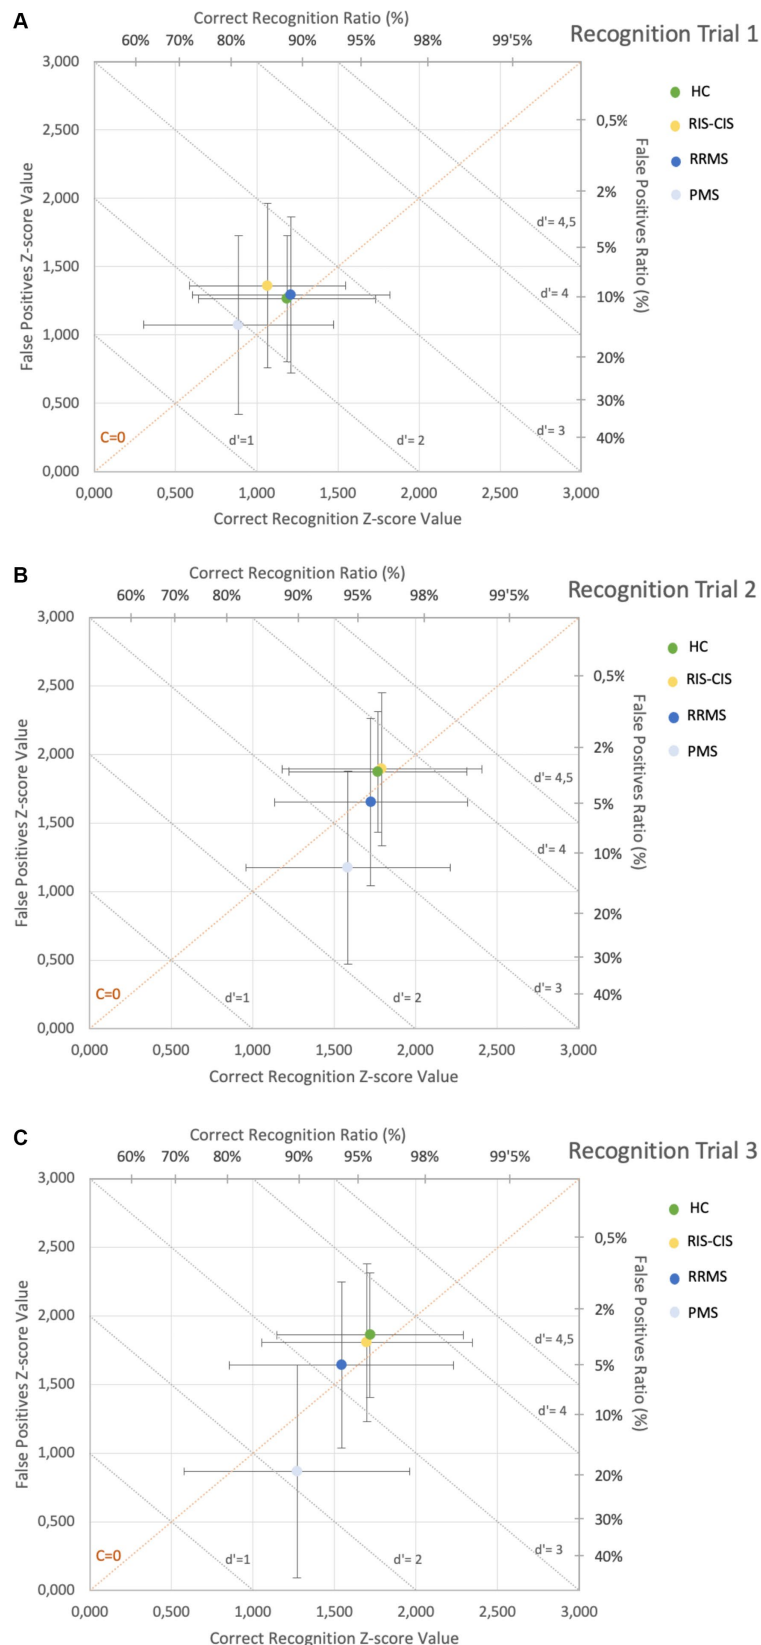 A
Correct Recognition Ratio (%)
Recognition Trial 1
60% 70% 80% 90% 95% 98% 99'5%
3,000
2,500
2,000
1,500
1,000
0,500
0,000
False Positives Z-score Value
0,5%
2%
5%
10%
20%
30%
40%
False Positives Ratio (%)
HC
RIS-CIS
RRMS
PMS
d'= 4,5
d'= 4
d'= 3
C=0
d'=1
d'= 2
0,000 0,500 1,000 1,500 2,000 2,500 3,000
Correct Recognition Z-score Value
B
Correct Recognition Ratio (%)
Recognition Trial 2
60% 70% 80% 90% 95% 98% 99'5%
3,000
2,500
2,000
1,500
1,000
0,500
0,000
False Positives Z-score Value
0,5%
2%
5%
10%
20%
30%
40%
False Positives Ratio (%)
HC
RIS-CIS
RRMS
PMS
d'= 4,5
d'= 4
d'= 3
C=0
d'=1
d'= 2
0,000 0,500 1,000 1,500 2,000 2,500 3,000
Correct Recognition Z-score Value
C
Correct Recognition Ratio (%)
Recognition Trial 3
60% 70% 80% 90% 95% 98% 99'5%
3,000
2,500
2,000
1,500
1,000
0,500
0,000
False Positives Z-score Value
0,5%
2%
5%
10%
20%
30%
40%
False Positives Ratio (%)
HC
RIS-CIS
RRMS
PMS
d'= 4,5
d'= 4
d'= 3
C=0
d'=1
d'= 2
0,000 0,500 1,000 1,500 2,000 2,500 3,000
Correct Recognition Z-score Value